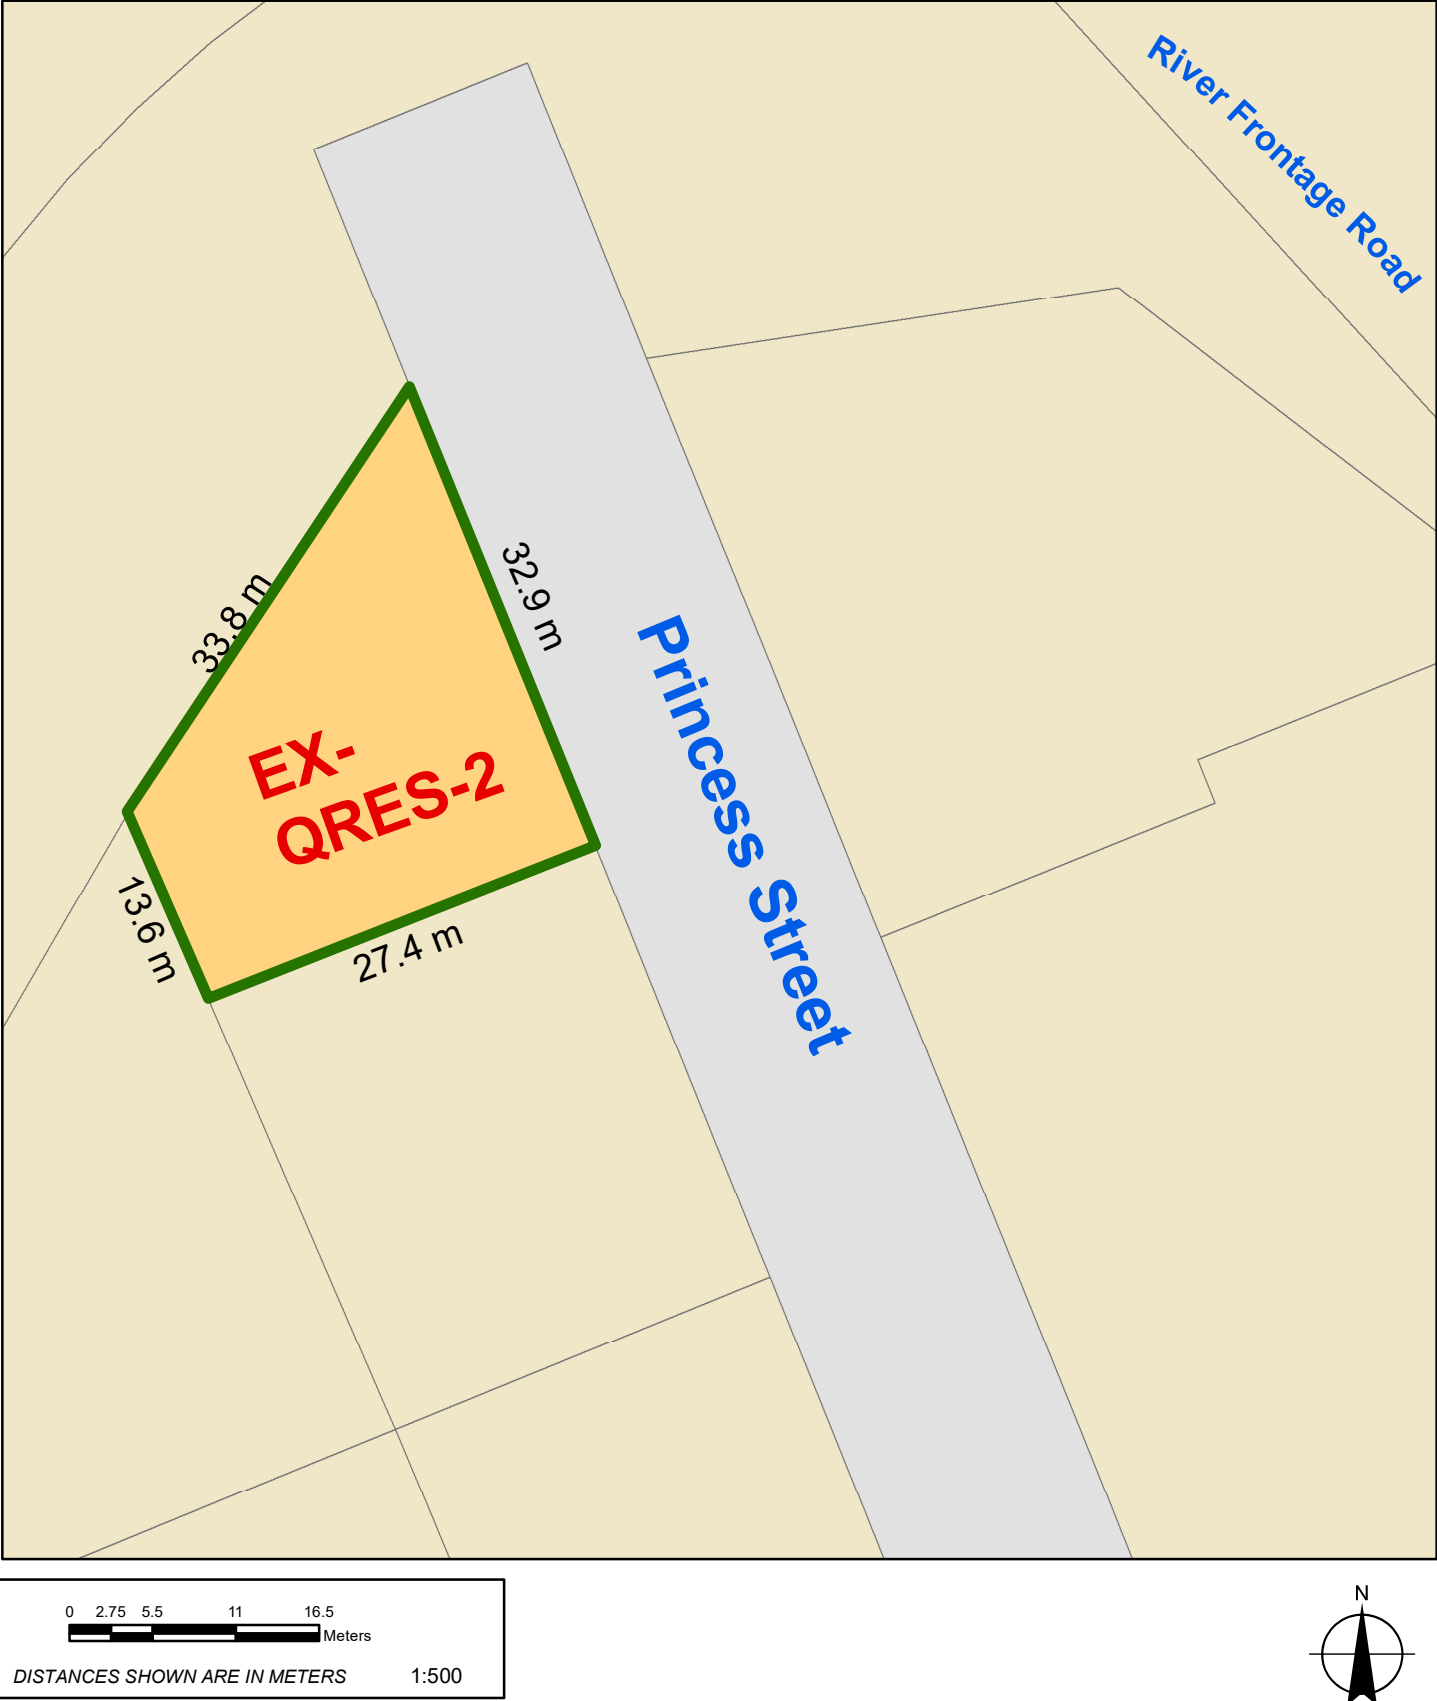 River Frontage Road
32.9 m
33.8 m
Princess Street
EX-
QRES-2
13.6 m
27.4 m
0 2.75 5.5 11 16.5
Meters
DISTANCES SHOWN ARE IN METERS 1:500
N